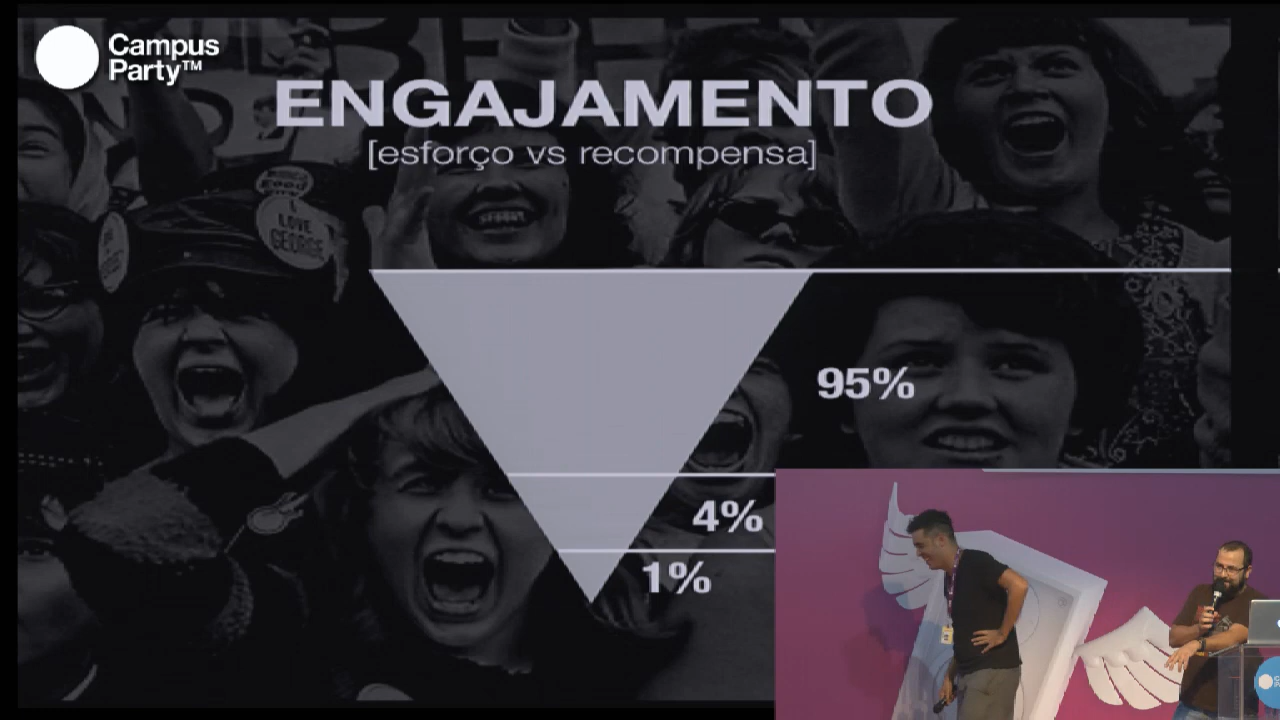 Campus
Party™
ENGAJAMENTO
[esforço vs recompensa]
I
LOVE
GEORGE
95%
4%
1%